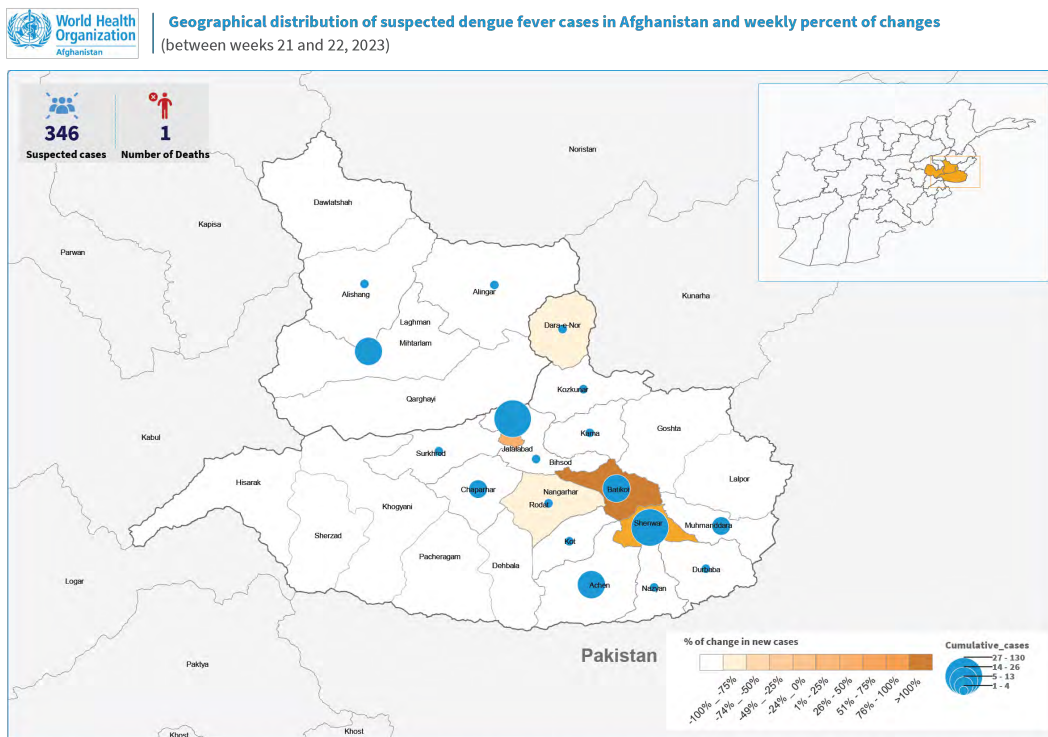 World Health
Organization
Afghanistan
Geographical distribution of suspected dengue fever cases in Afghanistan and weekly percent of changes
(between weeks 21 and 22, 2023)
346
Suspected cases
1
Number of Deaths
Noristan
Dawlatshah
Kapisa
Parwan
Alishang
Alingar
Kunarha
Laghman
Dara-e-Nor
Mihtarlam
Kozkunar
Qarghayi
Kama
Goshta
Kabul
Jalalabad
Surkhrod
Bihsod
Hisarak
Lalpor
Chaparhar
Nangarhar
Batikot
Rodat
Khogyani
Shenwar
Muhmanddara
Sherzad
Kot
Pacheragam
Dehbala
Durbaba
Logar
Achen
Nazyan
Pakistan
Paktya
Khost
Khost
% of change in new cases
-100% _ -75%
-74% _ -50%
-49% _ -25%
-24% _ 0%
1% - 25%
26% - 50%
51% - 75%
76% - 100%
>100%
Cumulative_cases
27 - 130
14 - 26
5 - 13
1 - 4